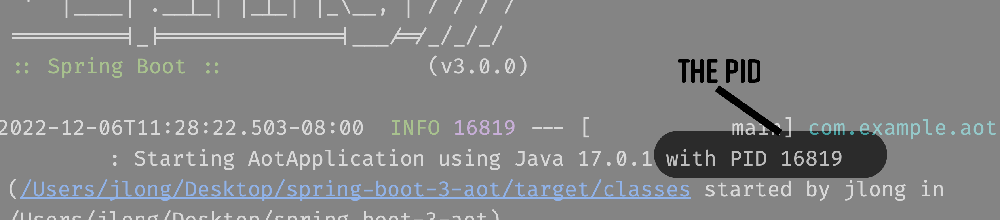 :: Spring Boot ::                (v3.0.0)
THE PID
2022-12-06T11:28:22.503-08:00  INFO 16819 --- [           main] com.example.aot
: Starting AotApplication using Java 17.0.1 with PID 16819
(/Users/jlong/Desktop/spring-boot-3-aot/target/classes started by jlong in
/Users/jlong/Desktop/spring-boot-3-aot)